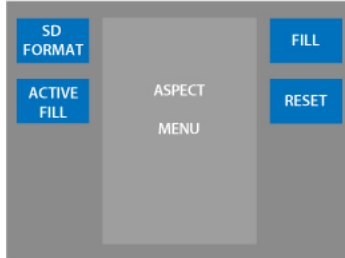 SD
FORMAT
FILL
ACTIVE
FILL
ASPECT
MENU
RESET